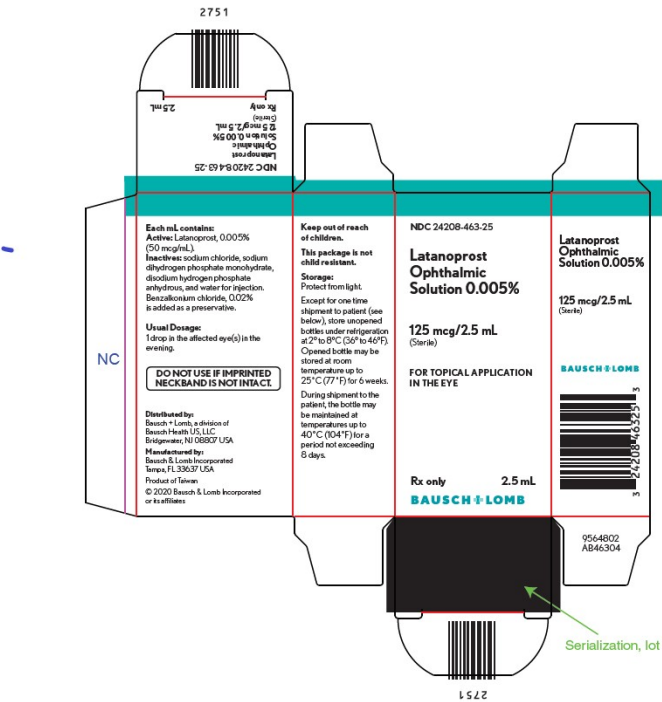 2751
2.5 mL
Rx only
(Sterile)
125 mcg/2.5 mL
Solution 0.005%
Ophthalmic
Latanoprost
NDC 24208-463-25
NC
Each mL contains:
Active: Latanoprost, 0.005%
(50 mcg/mL).
Inactives: sodium chloride, sodium
dihydrogen phosphate monohydrate,
disodium hydrogen phosphate
anhydrous, and water for injection.
Benzalkonium chloride, 0.02%
is added as a preservative.
Usual Dosage:
1 drop in the affected eye(s) in the
evening.
DO NOT USE IF IMPRINTED
NECKBAND IS NOT INTACT.
Distributed by:
Bausch + Lomb, a division of
Bausch Health US, LLC
Bridgewater, NJ 08807 USA
Manufactured by:
Bausch & Lomb Incorporated
Tampa, FL 33637 USA
Product of Taiwan
© 2020 Bausch & Lomb Incorporated
or its affiliates
Keep out of reach
of children.
This package is not
child resistant.
Storage:
Protect from light.
Except for one time
shipment to patient (see
below), store unopened
bottles under refrigeration
at 2° to 8°C (36° to 46°F).
Opened bottle may be
stored at room
temperature up to
25°C (77°F) for 6 weeks.
During shipment to the
patient, the bottle may
be maintained at
temperatures up to
40°C (104°F) for a
period not exceeding
8 days.
NDC 24208-463-25
Latanoprost
Ophthalmic
Solution 0.005%
125 mcg/2.5 mL
(Sterile)
FOR TOPICAL APPLICATION
IN THE EYE
Rx only 2.5 mL
BAUSCH + LOMB
Latanoprost
Ophthalmic
Solution 0.005%
125 mcg/2.5 mL
(Sterile)
BAUSCH + LOMB
3 24208-46325 3
9564802
AB46304
Serialization, lot
2751